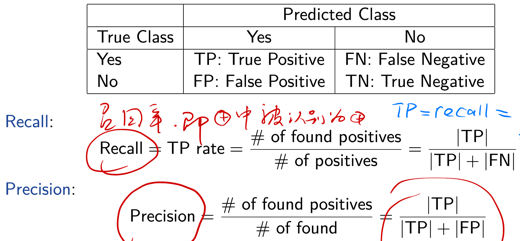 Predicted Class
True Class Yes No
Yes TP: True Positive FN: False Negative
No FP: False Positive TN: True Negative
召回率.即⊕中被识别为⊕
TP=recall=
Recall:
Recall = TP rate = # of found positives / # of positives = |TP| / |TP| + |FN|
Precision:
Precision = # of found positives / # of found = |TP| / |TP| + |FP|